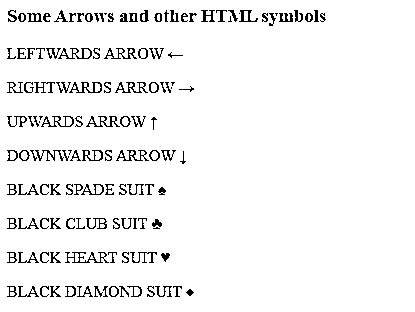 Some Arrows and other HTML symbols
LEFTWARDS ARROW ←
RIGHTWARDS ARROW →
UPWARDS ARROW ↑
DOWNWARDS ARROW ↓
BLACK SPADE SUIT ♠
BLACK CLUB SUIT ♣
BLACK HEART SUIT ♥
BLACK DIAMOND SUIT ♦